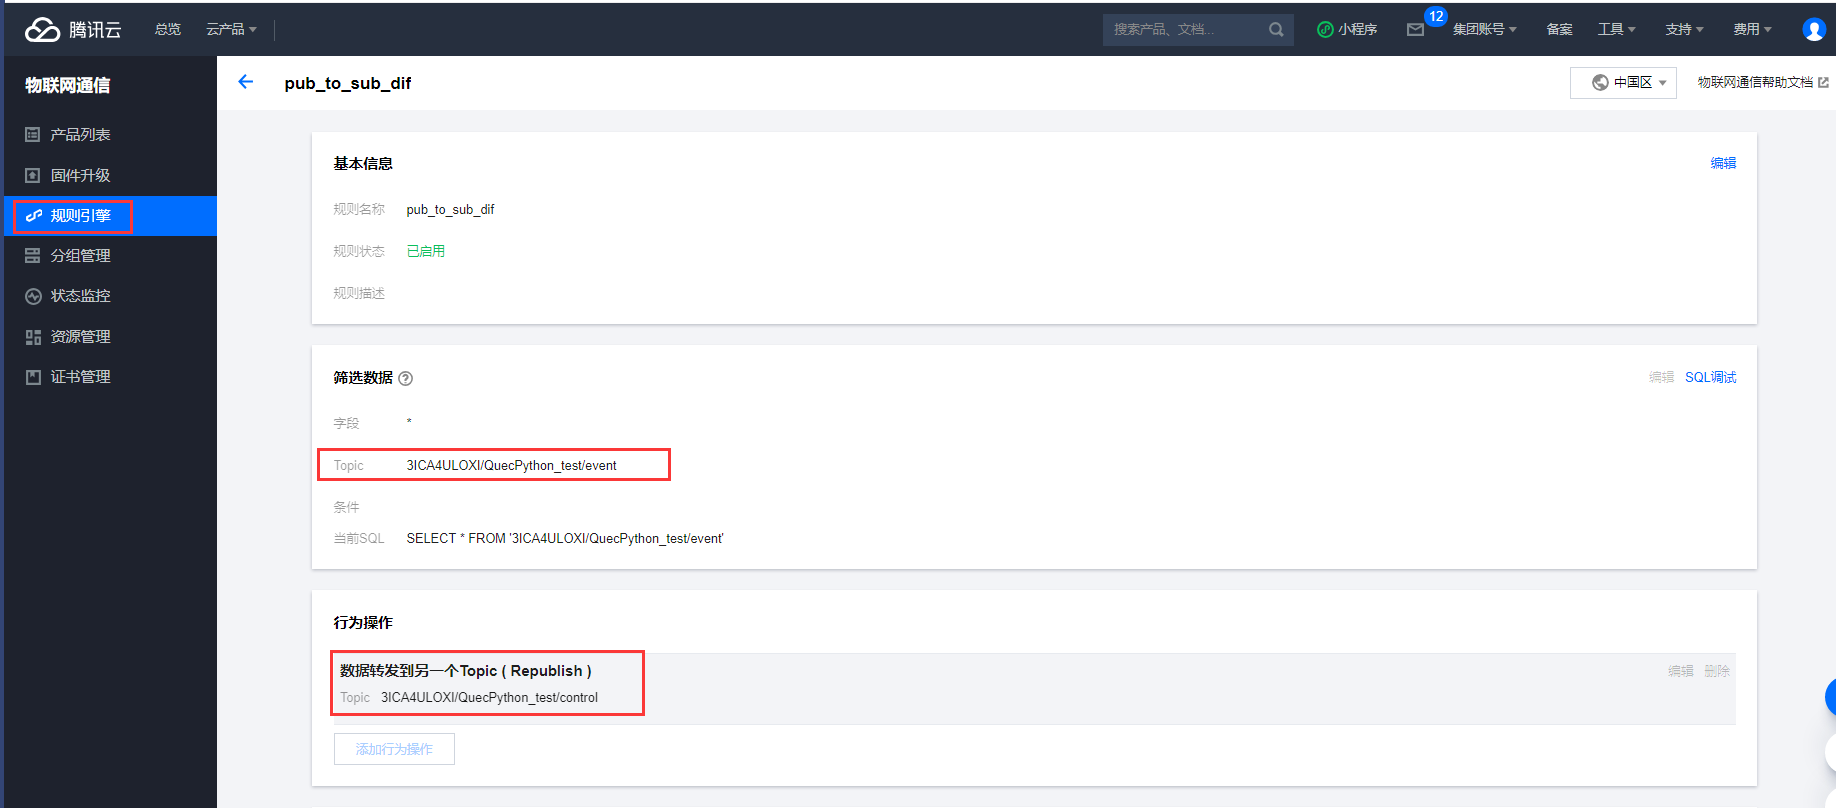 腾讯云 总览 云产品 搜索产品、文档... 小程序 12 集团账号 备案 工具 支持 费用
物联网通信
产品列表
固件升级
规则引擎
分组管理
状态监控
资源管理
证书管理
pub_to_sub_dif 中国区 物联网通信帮助文档
基本信息 编辑
规则名称 pub_to_sub_dif
规则状态 已启用
规则描述
筛选数据 ? 编辑 SQL调试
字段 *
Topic 3ICA4ULOXI/QuecPython_test/event
条件
当前SQL SELECT * FROM '3ICA4ULOXI/QuecPython_test/event'
行为操作
数据转发到另一个Topic ( Republish ) 编辑 删除
Topic 3ICA4ULOXI/QuecPython_test/control
添加行为操作